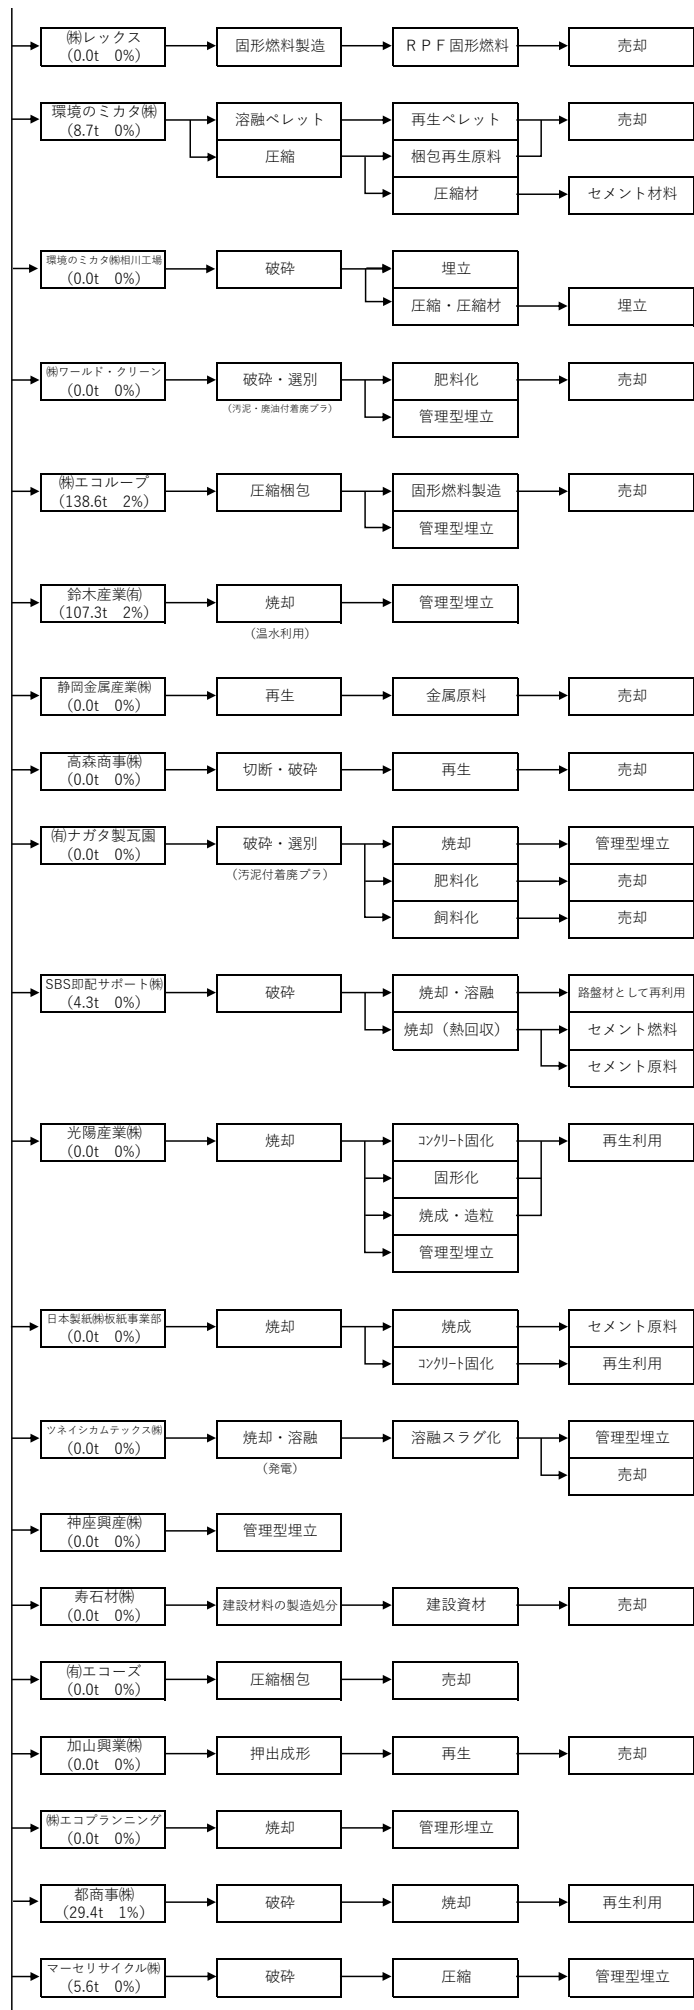 ㈱レックス
(0.0t 0%)
固形燃料製造
ＲＰＦ固形燃料
売却
環境のミカタ㈱
(8.7t 0%)
溶融ペレット
再生ペレット
売却
圧縮
梱包再生原料
圧縮材
セメント材料
環境のミカタ㈱相川工場
(0.0t 0%)
破砕
埋立
圧縮・圧縮材
埋立
㈱ワールド・クリーン
(0.0t 0%)
破砕・選別
肥料化
売却
(汚泥・廃油付着廃プラ)
管理型埋立
㈱エコループ
(138.6t 2%)
圧縮梱包
固形燃料製造
売却
管理型埋立
鈴木産業㈲
(107.3t 2%)
焼却
管理型埋立
(温水利用)
静岡金属産業㈱
(0.0t 0%)
再生
金属原料
売却
高森商事㈱
(0.0t 0%)
切断・破砕
再生
売却
㈲ナガタ製瓦園
(0.0t 0%)
破砕・選別
焼却
管理型埋立
(汚泥付着廃プラ)
肥料化
売却
飼料化
売却
SBS即配サポート㈱
(4.3t 0%)
破砕
焼却・溶融
路盤材として再利用
焼却（熱回収）
セメント燃料
セメント原料
光陽産業㈱
(0.0t 0%)
焼却
ｺﾝｸﾘｰﾄ固化
再生利用
固形化
焼成・造粒
管理型埋立
日本製紙㈱板紙事業部
(0.0t 0%)
焼却
焼成
セメント原料
ｺﾝｸﾘｰﾄ固化
再生利用
ツネイシカムテックス㈱
(0.0t 0%)
焼却・溶融
溶融スラグ化
管理型埋立
(発電)
売却
神座興産㈱
(0.0t 0%)
管理型埋立
寿石材㈱
(0.0t 0%)
建設材料の製造処分
建設資材
売却
㈲エコーズ
(0.0t 0%)
圧縮梱包
売却
加山興業㈱
(0.0t 0%)
押出成形
再生
売却
㈱エコプランニング
(0.0t 0%)
焼却
管理形埋立
都商事㈱
(29.4t 1%)
破砕
焼却
再生利用
マーセリサイクル㈱
(5.6t 0%)
破砕
圧縮
管理型埋立